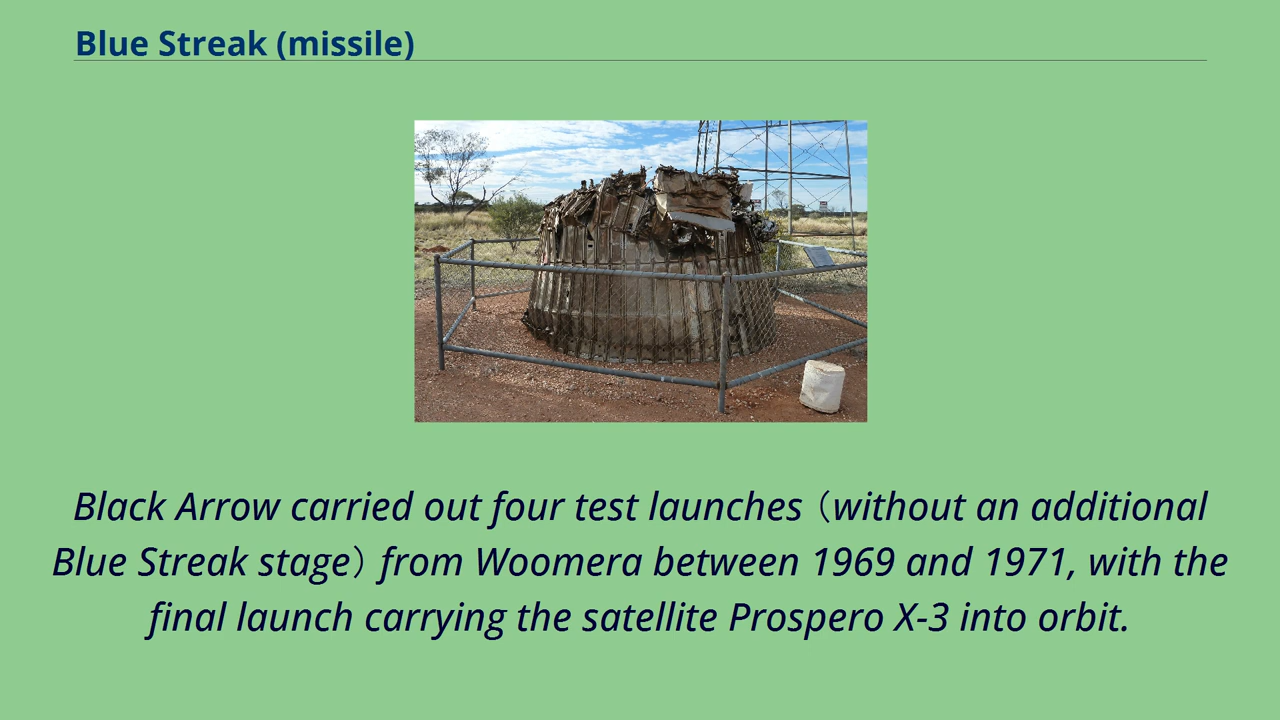 Blue Streak (missile)
Black Arrow carried out four test launches（without an additional
Blue Streak stage）from Woomera between 1969 and 1971, with the
final launch carrying the satellite Prospero X-3 into orbit.